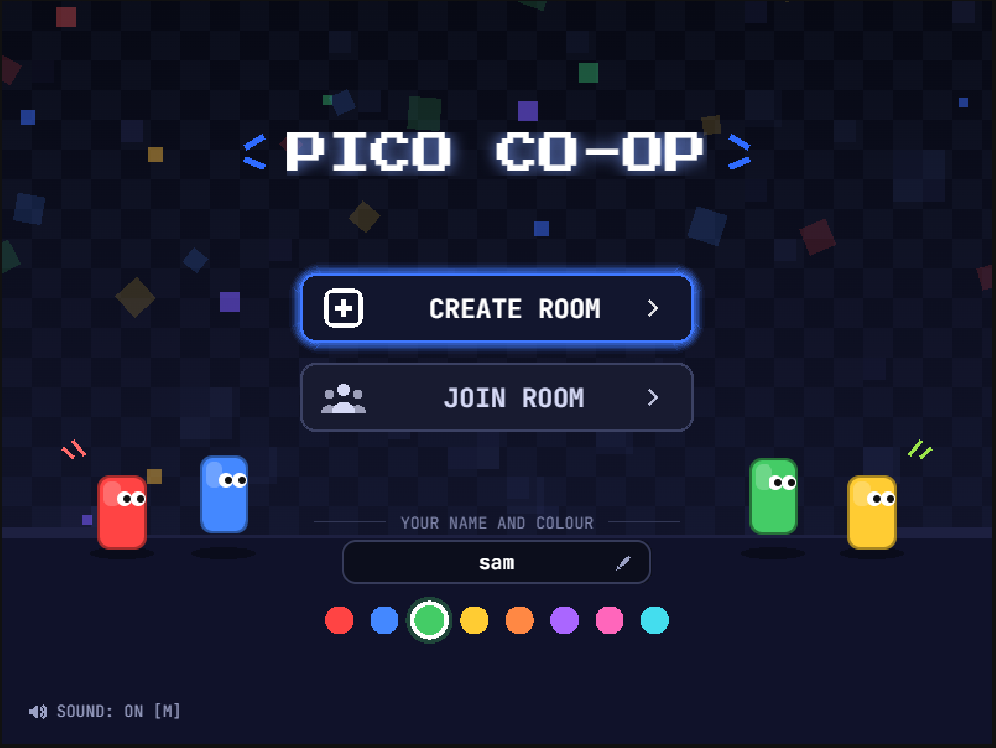 < PICO CO-OP >
CREATE ROOM >
JOIN ROOM >
YOUR NAME AND COLOUR
sam
SOUND: ON [M]